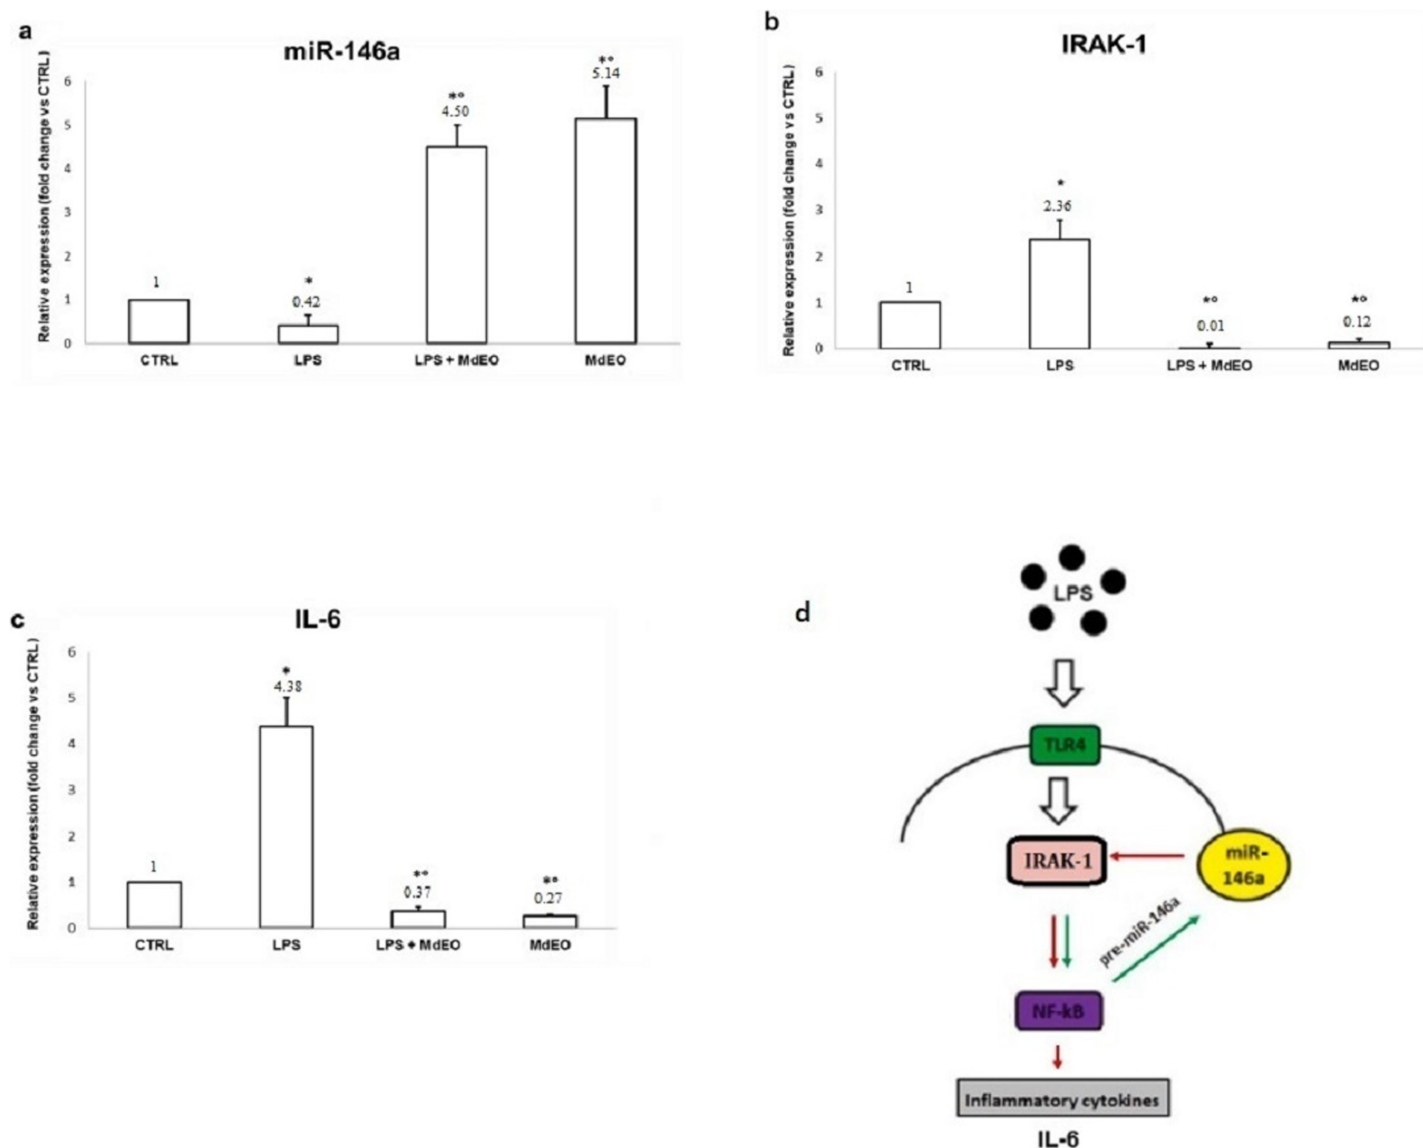 a
miR-146a
Relative expression (fold change vs CTRL)
6
5
4
3
2
1
0
1
*
0.42
*°
4.50
*°
5.14
CTRL LPS LPS + MdEO MdEO
b
IRAK-1
Relative expression (fold change vs CTRL)
6
5
4
3
2
1
0
1
*
2.36
*°
0.01
*°
0.12
CTRL LPS LPS + MdEO MdEO
c
IL-6
Relative expression (fold change vs CTRL)
6
5
4
3
2
1
0
1
*
4.38
*°
0.37
*°
0.27
CTRL LPS LPS + MdEO MdEO
d
LPS
TLR4
IRAK-1
miR-
146a
pre-miR-146a
NF-kB
Inflammatory cytokines
IL-6